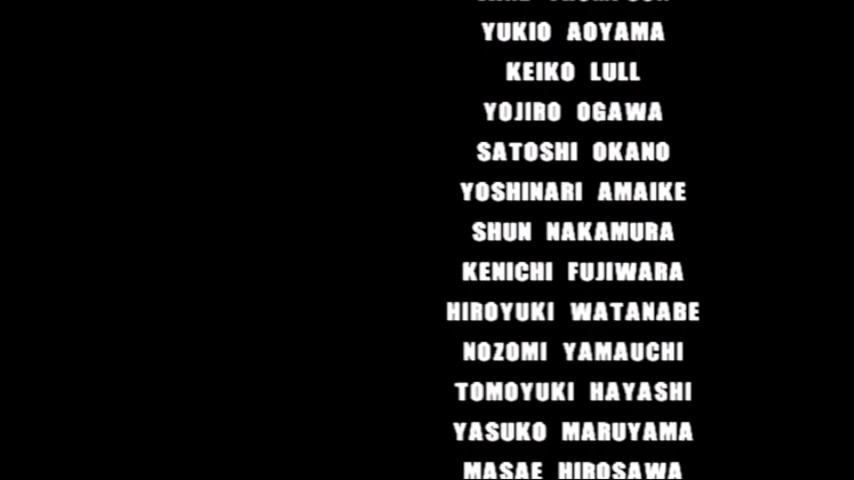 YUKIO AOYAMA
KEIKO LULL
YOJIRO OGAWA
SATOSHI OKANO
YOSHINARI AMAIKE
SHUN NAKAMURA
KENICHI FUJIWARA
HIROYUKI WATANABE
NOZOMI YAMAUCHI
TOMOYUKI HAYASHI
YASUKO MARUYAMA
MASAE HIROSAWA